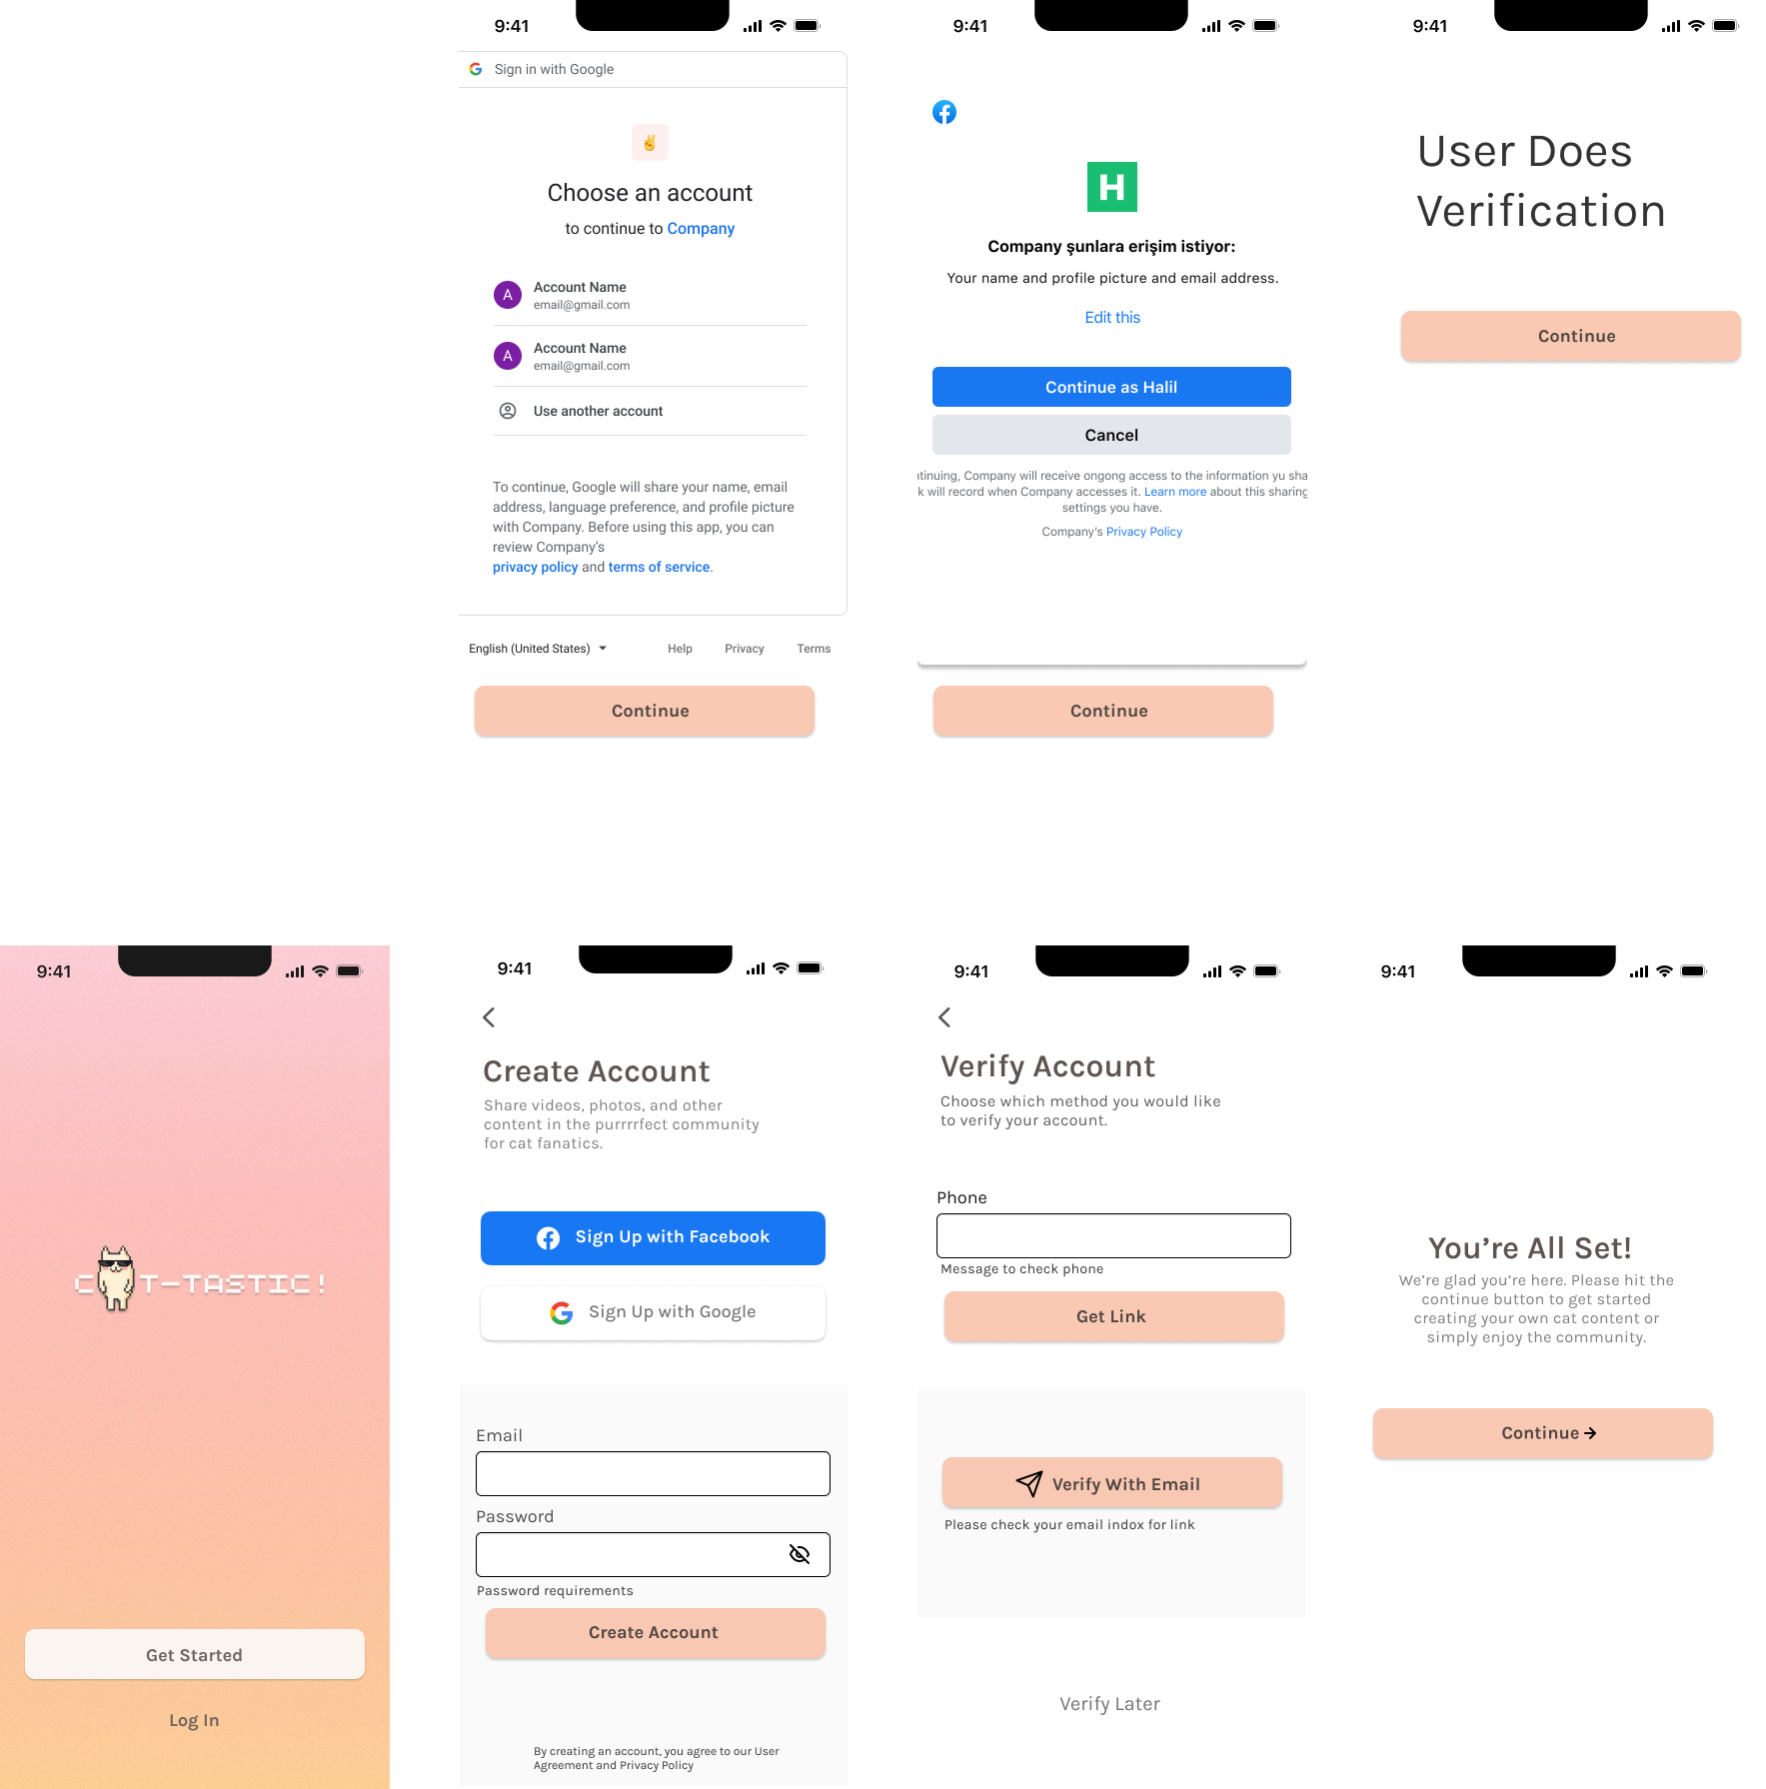 9:41
Sign in with Google
Choose an account
to continue to Company
A
Account Name
email@gmail.com
A
Account Name
email@gmail.com
Use another account
To continue, Google will share your name, email
address, language preference, and profile picture
with Company. Before using this app, you can
review Company's
privacy policy and terms of service.
English (United States)
Help
Privacy
Terms
Continue
9:41
H
Company şunlara erişim istiyor:
Your name and profile picture and email address.
Edit this
Continue as Halil
Cancel
tinuing, Company will receive ongong access to the information yu sha
k will record when Company accesses it. Learn more about this sharing
settings you have.
Company's Privacy Policy
Continue
9:41
User Does
Verification
Continue
9:41
C T-TASTIC!
Get Started
Log In
9:41
Create Account
Share videos, photos, and other
content in the purrrrfect community
for cat fanatics.
Sign Up with Facebook
Sign Up with Google
Email
Password
Password requirements
Create Account
By creating an account, you agree to our User
Agreement and Privacy Policy
9:41
Verify Account
Choose which method you would like
to verify your account.
Phone
Message to check phone
Get Link
Verify With Email
Please check your email indox for link
Verify Later
9:41
You're All Set!
We're glad you're here. Please hit the
continue button to get started
creating your own cat content or
simply enjoy the community.
Continue →